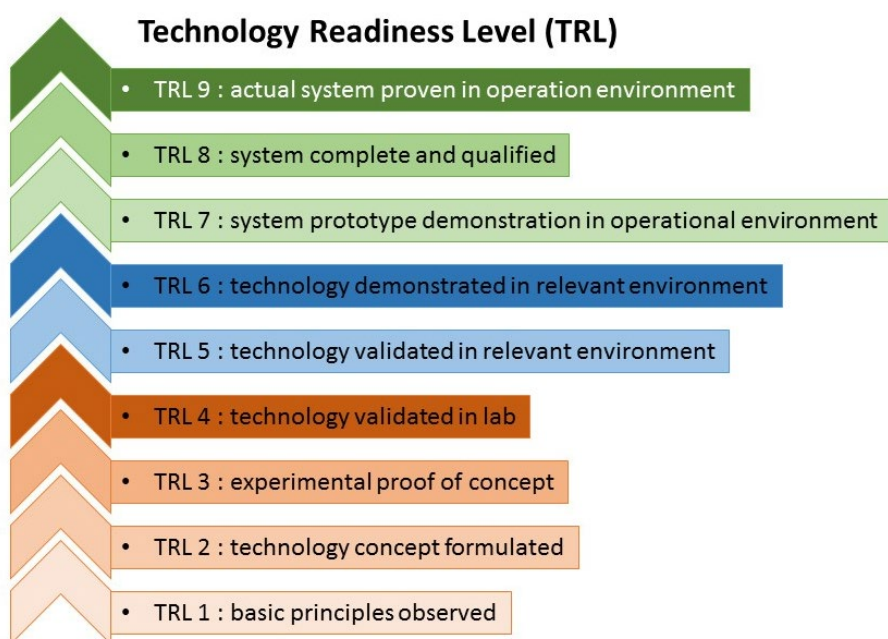 Technology Readiness Level (TRL)
• TRL 9 : actual system proven in operation environment
• TRL 8 : system complete and qualified
• TRL 7 : system prototype demonstration in operational environment
• TRL 6 : technology demonstrated in relevant environment
• TRL 5 : technology validated in relevant environment
• TRL 4 : technology validated in lab
• TRL 3 : experimental proof of concept
• TRL 2 : technology concept formulated
• TRL 1 : basic principles observed